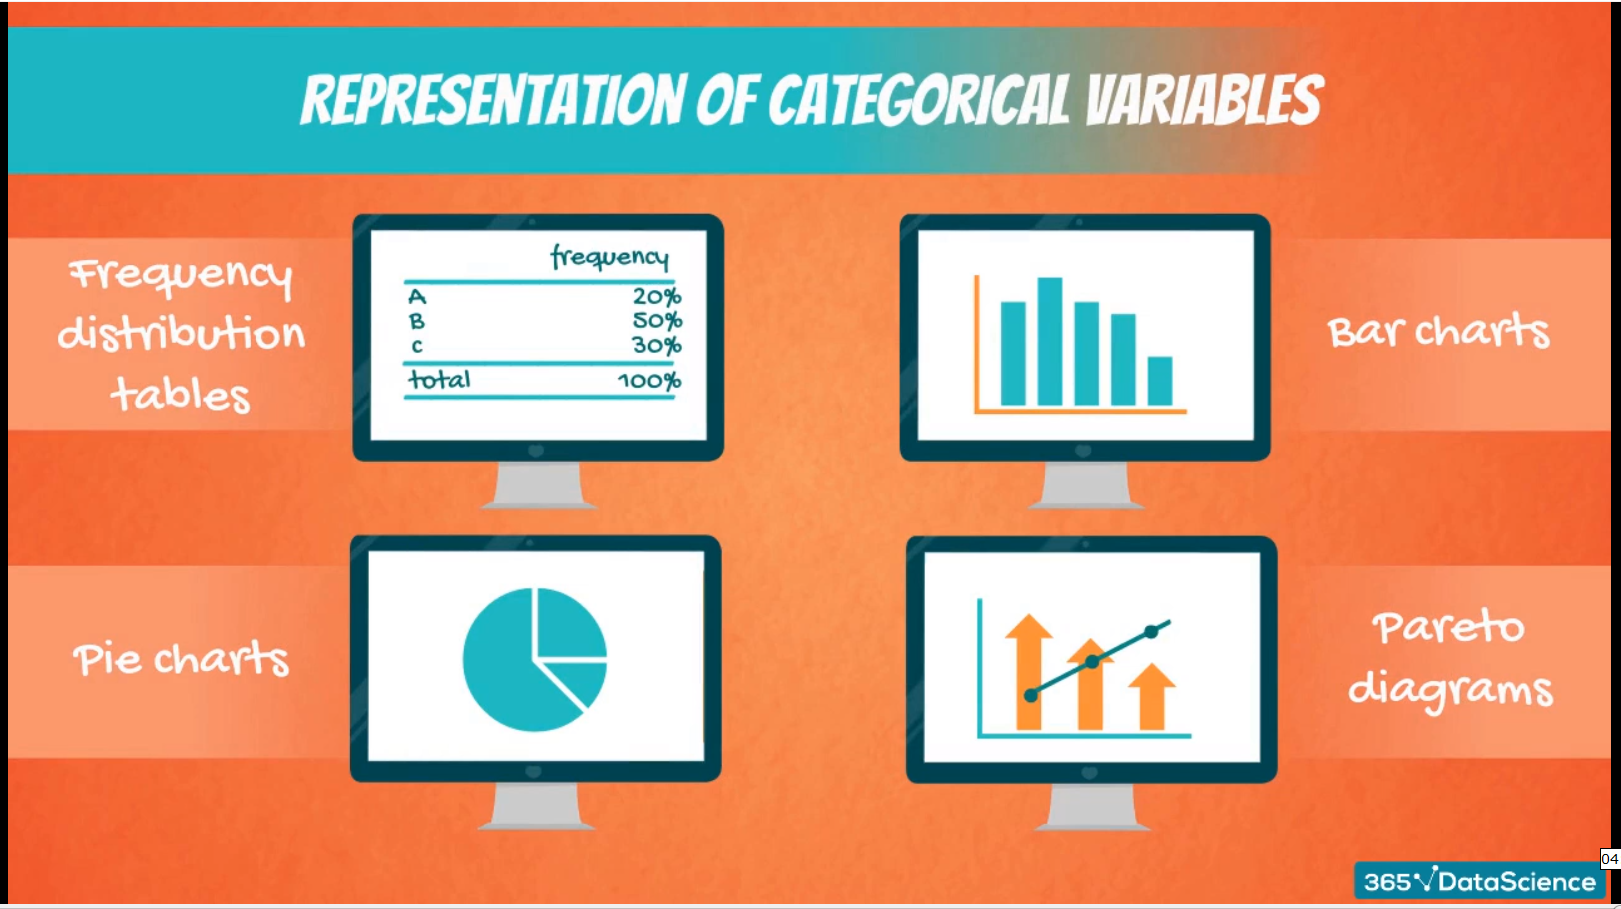 REPRESENTATION OF CATEGORICAL VARIABLES
Frequency
distribution
tables
frequency
A 20%
B 50%
c 30%
total 100%
Bar charts
Pie charts
Pareto
diagrams
04
365 DataScience